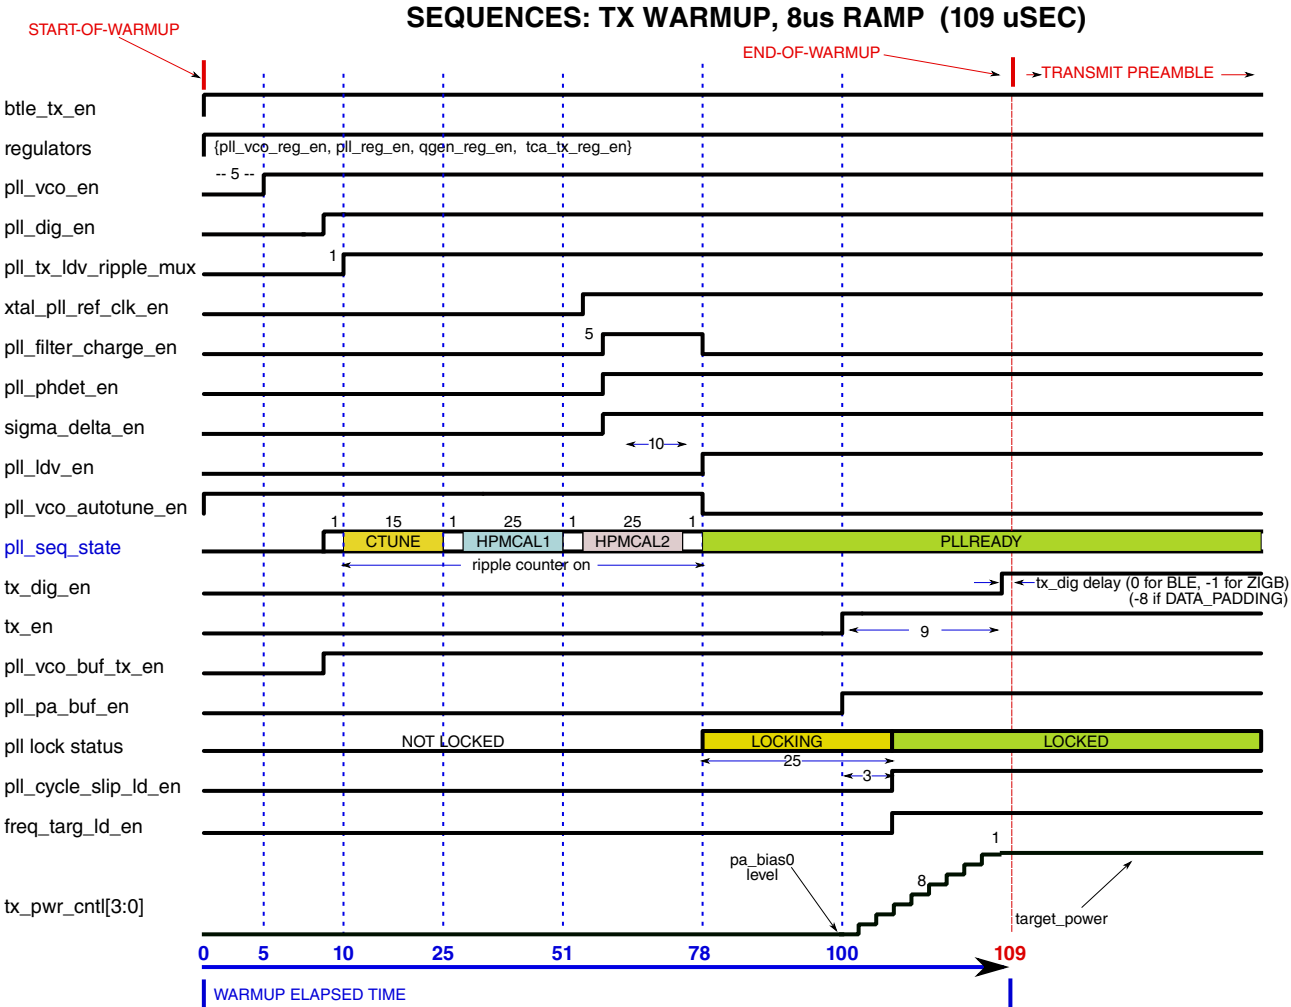 SEQUENCES: TX WARMUP, 8us RAMP (109 uSEC)
START-OF-WARMUP
END-OF-WARMUP
TRANSMIT PREAMBLE
btle_tx_en
regulators
{pll_vco_reg_en, pll_reg_en, qgen_reg_en, tca_tx_reg_en}
-- 5 --
pll_vco_en
pll_dig_en
1
pll_tx_ldv_ripple_mux
xtal_pll_ref_clk_en
5
pll_filter_charge_en
pll_phdet_en
sigma_delta_en
10
pll_ldv_en
pll_vco_autotune_en
1 15 1 25 1 25 1
pll_seq_state
CTUNE HPMCAL1 HPMCAL2 PLLREADY
ripple counter on
tx_dig_en
tx_dig delay (0 for BLE, -1 for ZIGB)
(-8 if DATA_PADDING)
tx_en
9
pll_vco_buf_tx_en
pll_pa_buf_en
pll lock status
NOT LOCKED LOCKING LOCKED
25
3
pll_cycle_slip_ld_en
freq_targ_ld_en
1
pa_bias0
level
8
tx_pwr_cntl[3:0]
target_power
0 5 10 25 51 78 100 109
WARMUP ELAPSED TIME